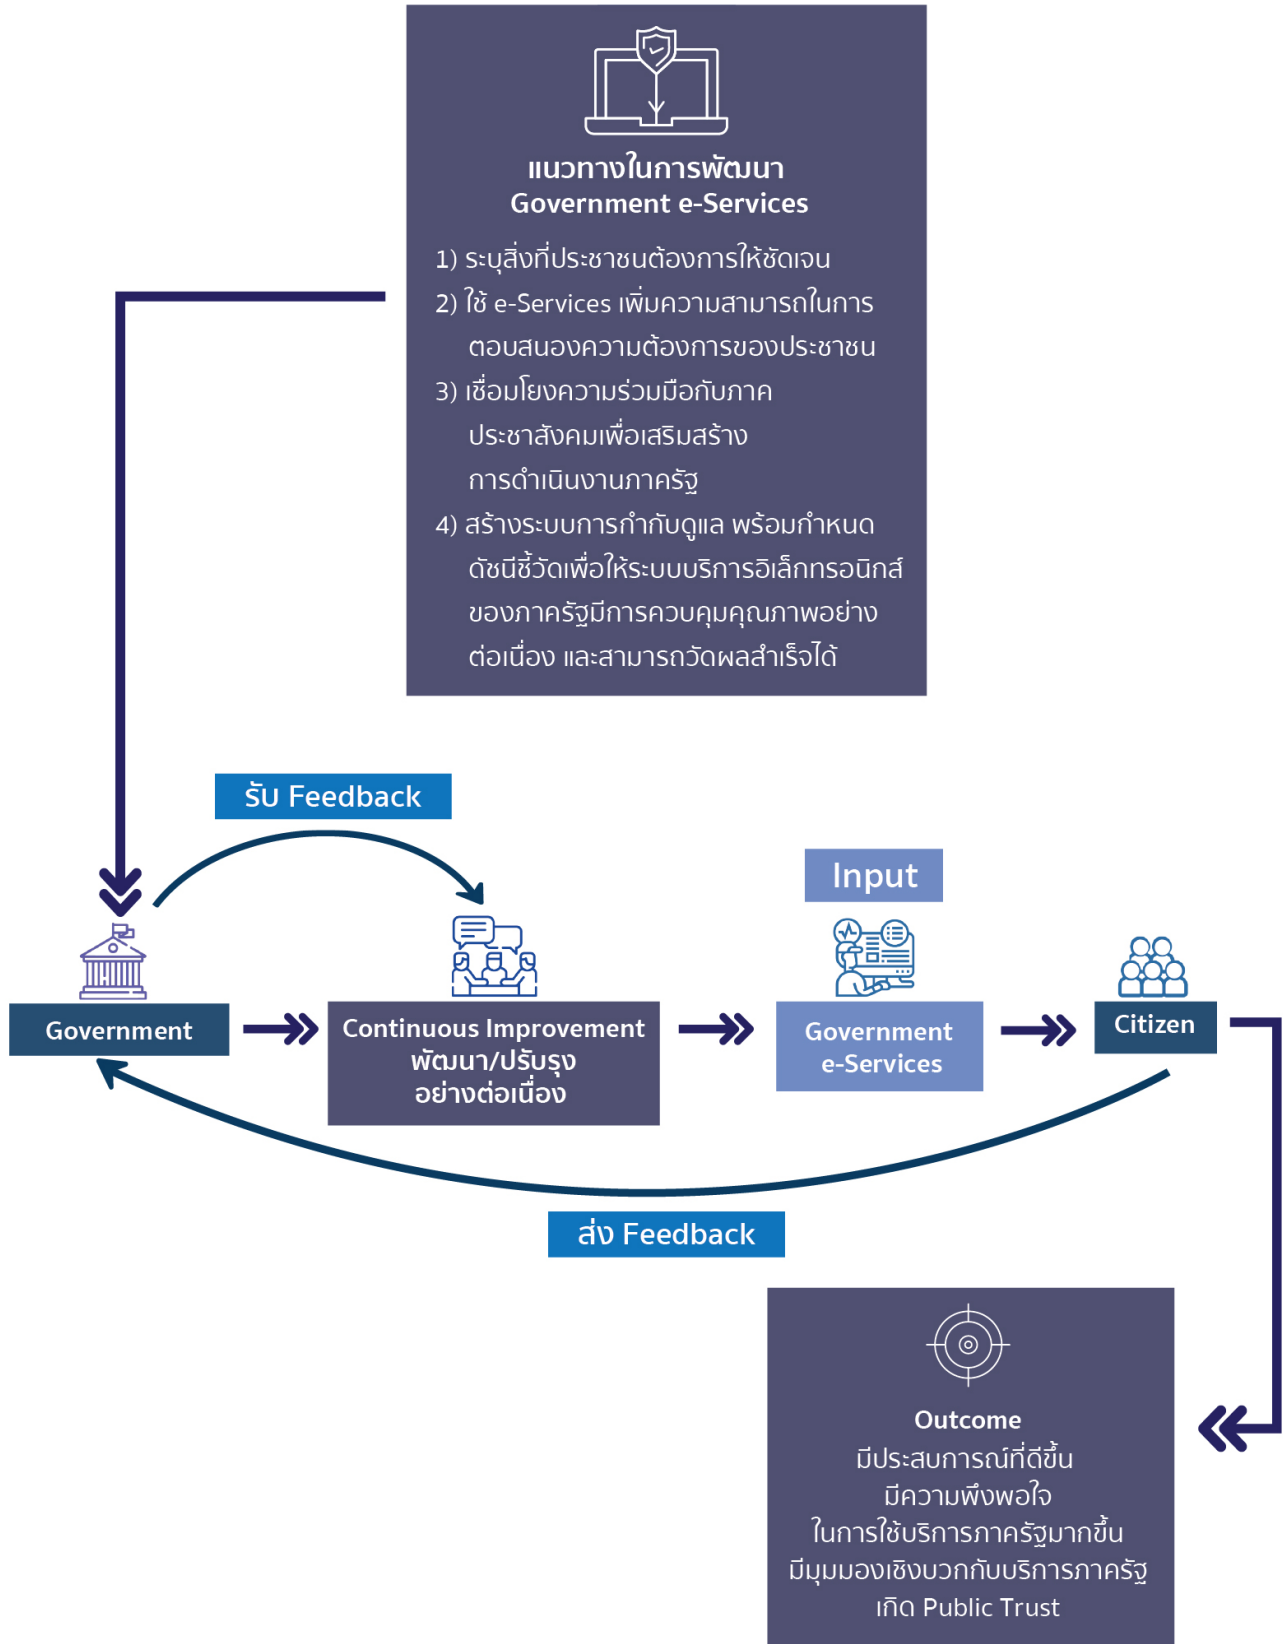 แนวทางในการพัฒนา
Government e-Services
1) ระบุสิ่งที่ประชาชนต้องการให้ชัดเจน
2) ใช้ e-Services เพิ่มความสามารถในการ
ตอบสนองความต้องการของประชาชน
3) เชื่อมโยงความร่วมมือกับภาค
ประชาสังคมเพื่อเสริมสร้าง
การดำเนินงานภาครัฐ
4) สร้างระบบการกำกับดูแล พร้อมกำหนด
ดัชนีชี้วัดเพื่อให้ระบบบริการอิเล็กทรอนิกส์
ของภาครัฐมีการควบคุมคุณภาพอย่าง
ต่อเนื่อง และสามารถวัดผลสำเร็จได้
รับ Feedback
Input
Government
Continuous Improvement
พัฒนา/ปรับรุง
อย่างต่อเนื่อง
Government
e-Services
Citizen
ส่ง Feedback
Outcome
มีประสบการณ์ที่ดีขึ้น
มีความพึงพอใจ
ในการใช้บริการภาครัฐมากขึ้น
มีมุมมองเชิงบวกกับบริการภาครัฐ
เกิด Public Trust